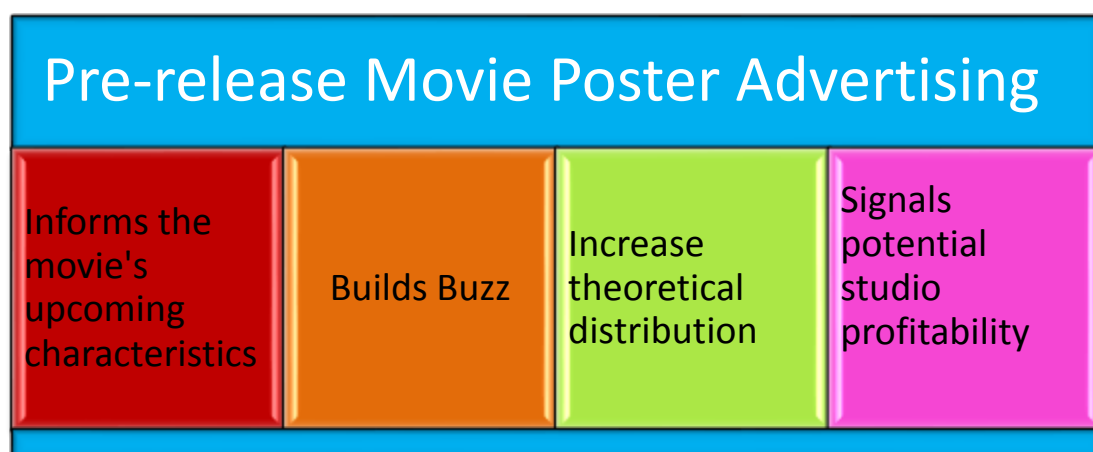 Pre-release Movie Poster Advertising
Informs the
movie's
upcoming
characteristics
Builds Buzz
Increase
theoretical
distribution
Signals
potential
studio
profitability